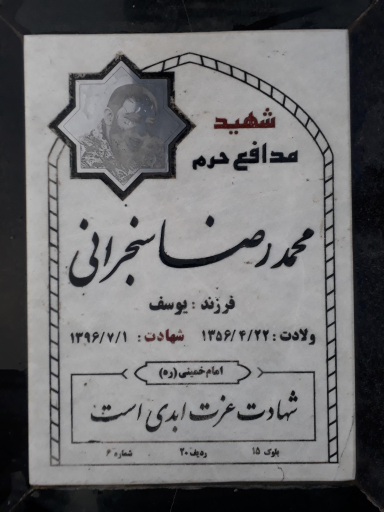 شهید
مدافع حرم
محمدرضا سنجرانی
فرزند : یوسف
ولادت : ۱۳۵۶/۴/۲۲ شهادت : ۱۳۹۶/۷/۱
امام خمینی (ره)
شهادت عزت ابدی است
بلوک ۱۵ ردیف ۲۰ شماره ۶